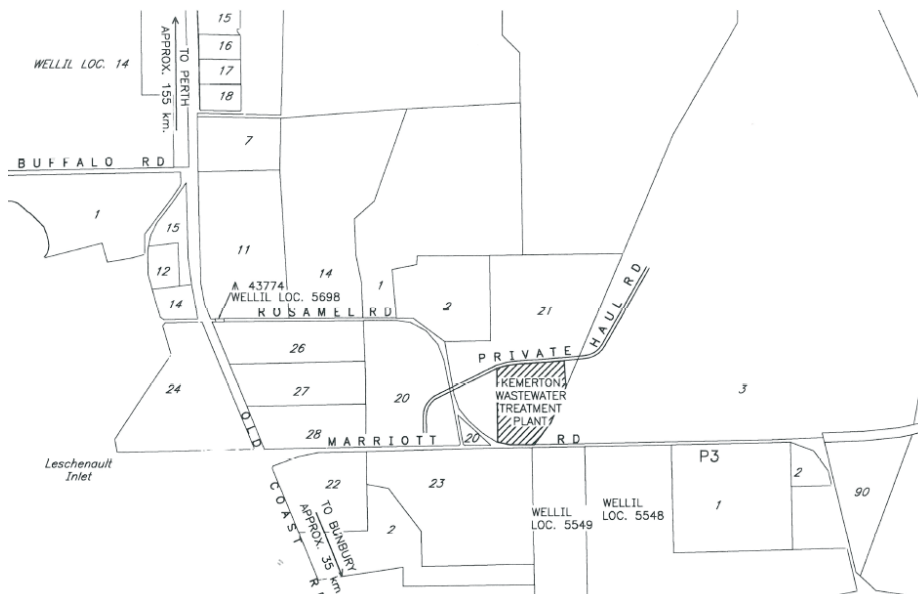 15
16
17
18
WELLIL LOC. 14
TO PERTH
APPROX. 155 km.
7
BUFFALO RD
1
15
11
12
14
14
1
2
21
43774
WELLIL LOC. 5698
ROSAMEL RD
HAUL RD
PRIVATE
26
27
20
24
3
KEMERTON
WASTEWATER
TREATMENT
PLANT
1
OLD
28
MARRIOTT
20
RD
P3
Leschenault
Inlet
COAST
22
23
2
90
TO BUNBURY
APPROX. 35 km
2
WELLIL
LOC. 5549
WELLIL
LOC. 5548
1